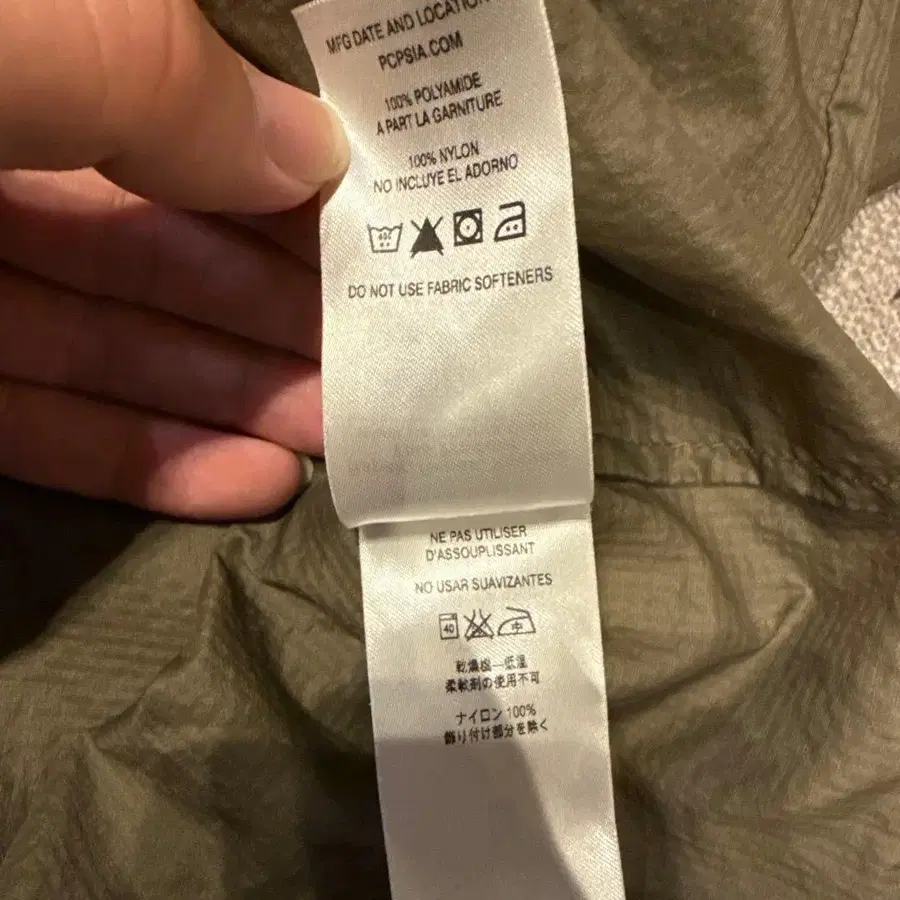 MFG DATE AND LOCATION
PCPSIA.COM
100% POLYAMIDE
A PART LA GARNITURE
100% NYLON
NO INCLUYE EL ADORNO
DO NOT USE FABRIC SOFTENERS
NE PAS UTILISER
D'ASSOUPLISSANT
NO USAR SUAVIZANTES
40
中
乾燥機—低温
柔軟剤の使用不可
ナイロン 100%
飾り付け部分を除く